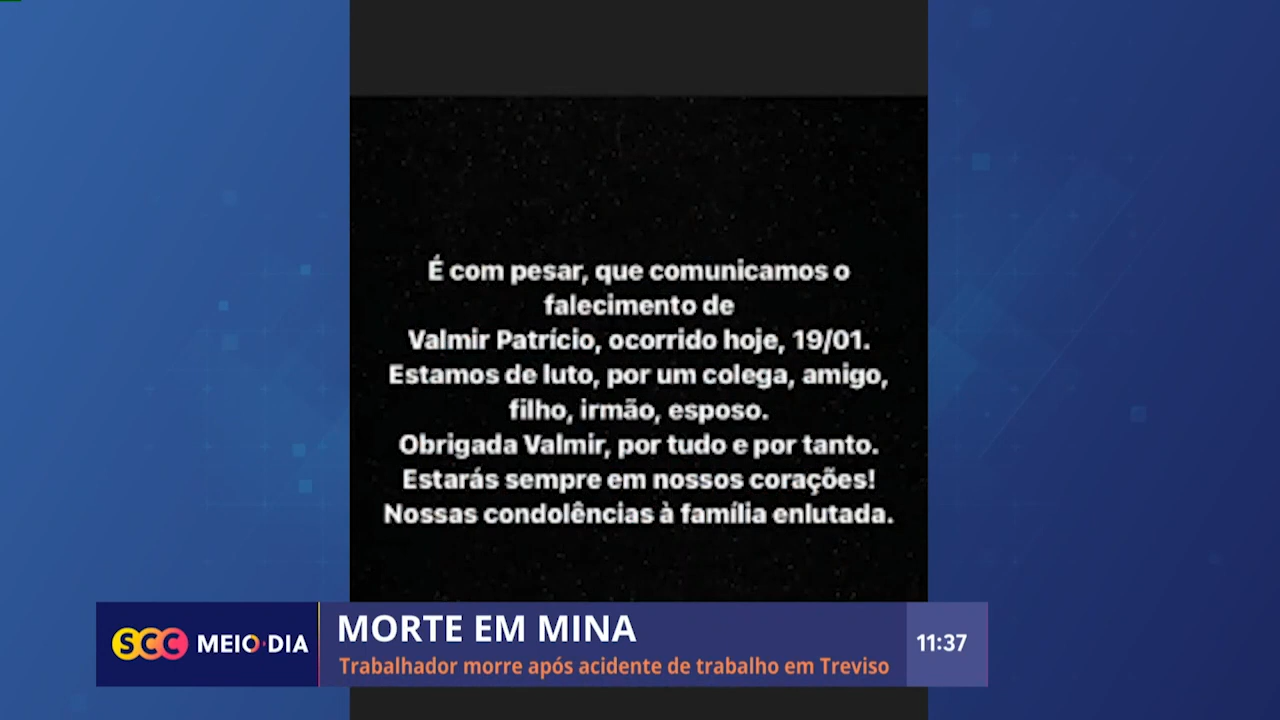 É com pesar, que comunicamos o
falecimento de
Valmir Patrício, ocorrido hoje, 19/01.
Estamos de luto, por um colega, amigo,
filho, irmão, esposo.
Obrigada Valmir, por tudo e por tanto.
Estarás sempre em nossos corações!
Nossas condolências à família enlutada.
SCC MEIO-DIA
MORTE EM MINA
Trabalhador morre após acidente de trabalho em Treviso
11:37